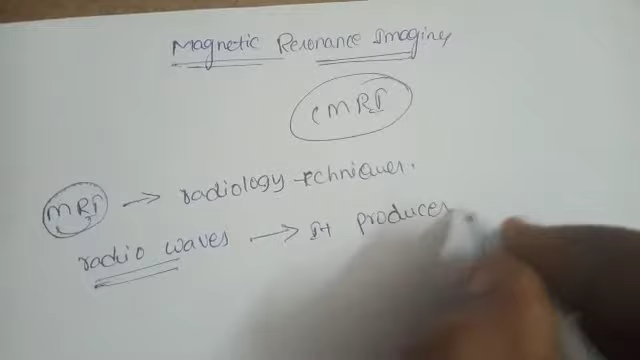 Magnetic Resonance Imaging
(MRI
MRI → radiology techniques.
radio waves → It produces